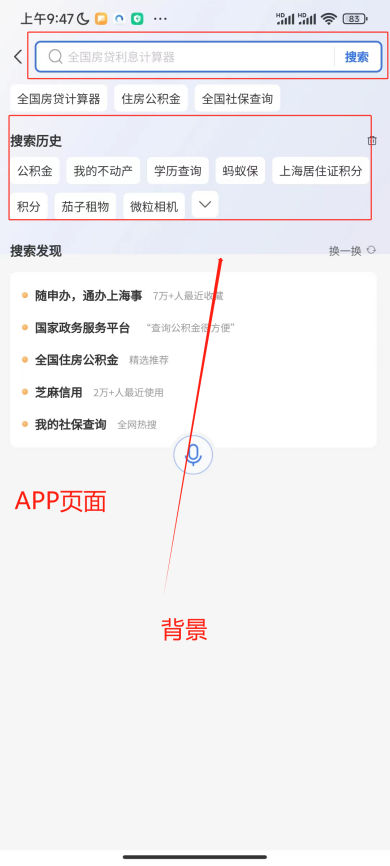 上午9:47 HD HD 83
全国房贷利息计算器 搜索
全国房贷计算器 住房公积金 全国社保查询
搜索历史
公积金 我的不动产 学历查询 蚂蚁保 上海居住证积分
积分 茄子租物 微粒相机
搜索发现 换一换
随申办，通办上海事 7万+人最近收藏
国家政务服务平台 “查询公积金很方便”
全国住房公积金 精选推荐
芝麻信用 2万+人最近使用
我的社保查询 全网热搜
APP页面
背景